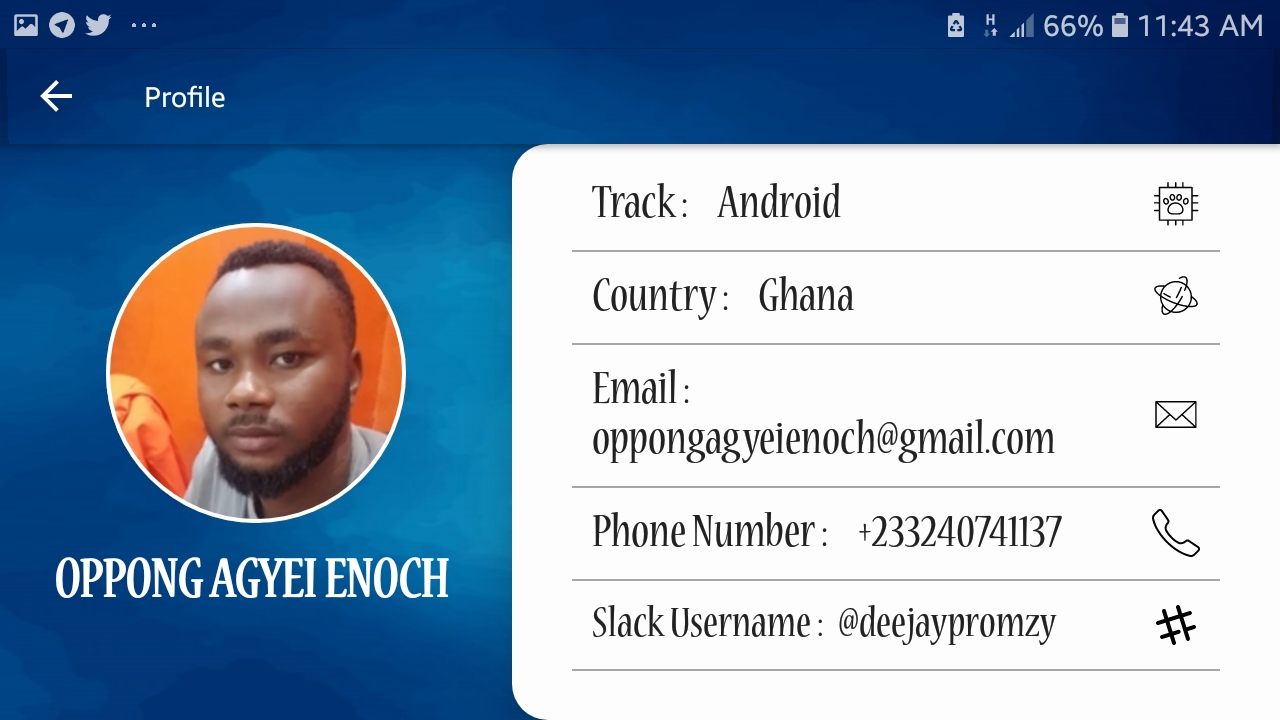 H 66% 11:43 AM
Profile
Track : Android
Country : Ghana
Email :
oppongagyeienoch@gmail.com
Phone Number : +233240741137
Slack Username : @deejaypromzy
OPPONG AGYEI ENOCH